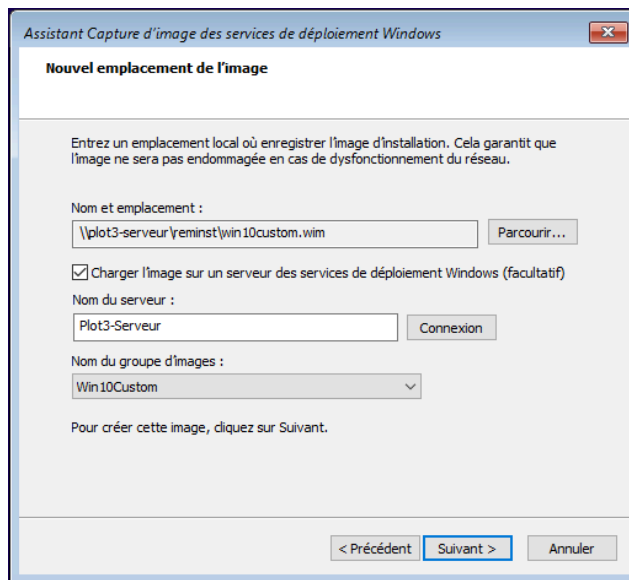 Assistant Capture d'image des services de déploiement Windows
Nouvel emplacement de l'image
Entrez un emplacement local où enregistrer l'image d'installation. Cela garantit que
l'image ne sera pas endommagée en cas de dysfonctionnement du réseau.
Nom et emplacement :
\\plot3-serveur\reminst\win10custom.wim
Parcourir...
Charger l'image sur un serveur des services de déploiement Windows (facultatif)
Nom du serveur :
Plot3-Serveur
Connexion
Nom du groupe d'images :
Win10Custom
Pour créer cette image, cliquez sur Suivant.
< Précédent
Suivant >
Annuler